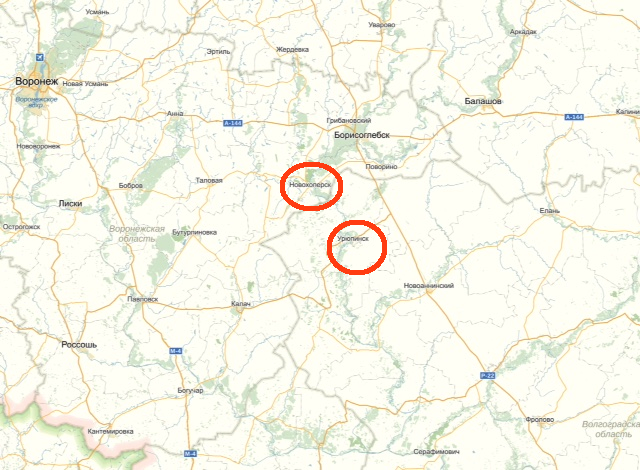 Усмань
Уварово
Аркадак
Эртиль
Жердевка
Воронеж
Новая Усмань
Воронежское
вдхр.
Балашов
Анна
А-144
Грибановский
А-144
Калини
Борисоглебск
Нововоронеж
Поворино
Таловая
Бобров
Новохоперск
Лиски
Елань
Острогожск
Воронежская
область
Бутурлиновка
Урюпинск
Новоаннинский
Павловск
Калач
Россошь
М-4
Р-22
Богучар
Фролово
Волгоградская
область
Кантемировка
М-4
Серафимович